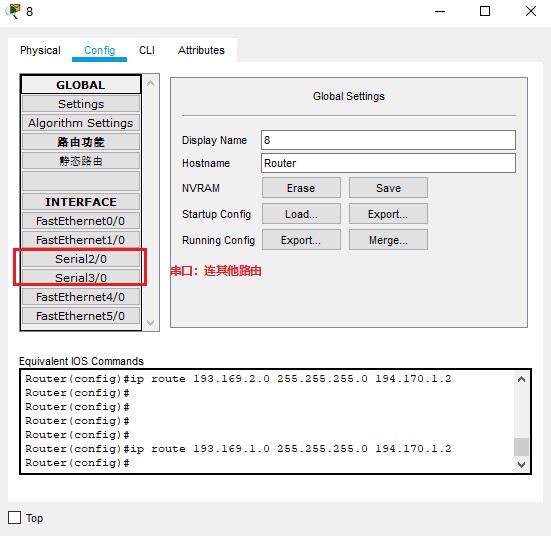 8
Physical Config CLI Attributes
GLOBAL
Settings
Algorithm Settings
路由功能
静态路由
INTERFACE
FastEthernet0/0
FastEthernet1/0
Serial2/0
Serial3/0
FastEthernet4/0
FastEthernet5/0
Global Settings
Display Name 8
Hostname Router
NVRAM Erase Save
Startup Config Load... Export...
Running Config Export... Merge...
串口：连其他路由
Equivalent IOS Commands
Router(config)#ip route 193.169.2.0 255.255.255.0 194.170.1.2
Router(config)#
Router(config)#
Router(config)#
Router(config)#
Router(config)#ip route 193.169.1.0 255.255.255.0 194.170.1.2
Router(config)#
Top